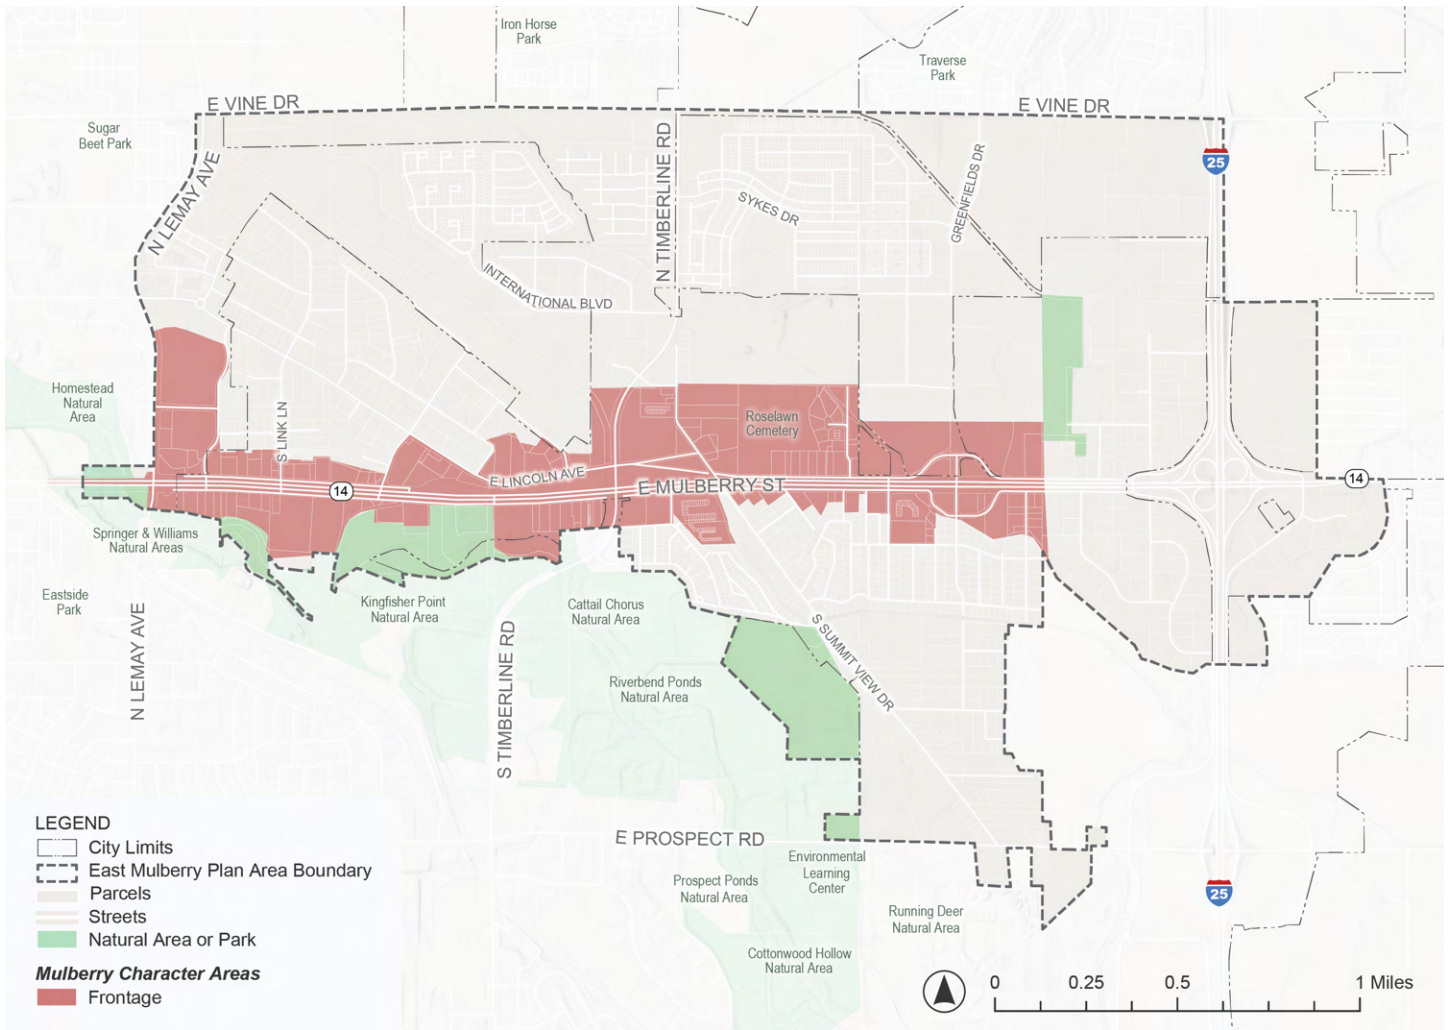 Iron Horse
Park
Traverse
Park
E VINE DR
E VINE DR
Sugar
Beet Park
N LEMAY AVE
N TIMBERLINE RD
25
SYKES DR
GREENFIELDS DR
INTERNATIONAL BLVD
Homestead
Natural
Area
S LINK LN
Roselawn
Cemetery
E LINCOLN AVE
E MULBERRY ST
14
14
Springer & Williams
Natural Areas
Eastside
Park
Kingfisher Point
Natural Area
Cattail Chorus
Natural Area
N LEMAY AVE
S TIMBERLINE RD
S SUMMIT VIEW DR
Riverbend Ponds
Natural Area
E PROSPECT RD
Environmental
Learning
Center
Prospect Ponds
Natural Area
25
Running Deer
Natural Area
Cottonwood Hollow
Natural Area
LEGEND
City Limits
East Mulberry Plan Area Boundary
Parcels
Streets
Natural Area or Park
Mulberry Character Areas
Frontage
0 0.25 0.5 1 Miles